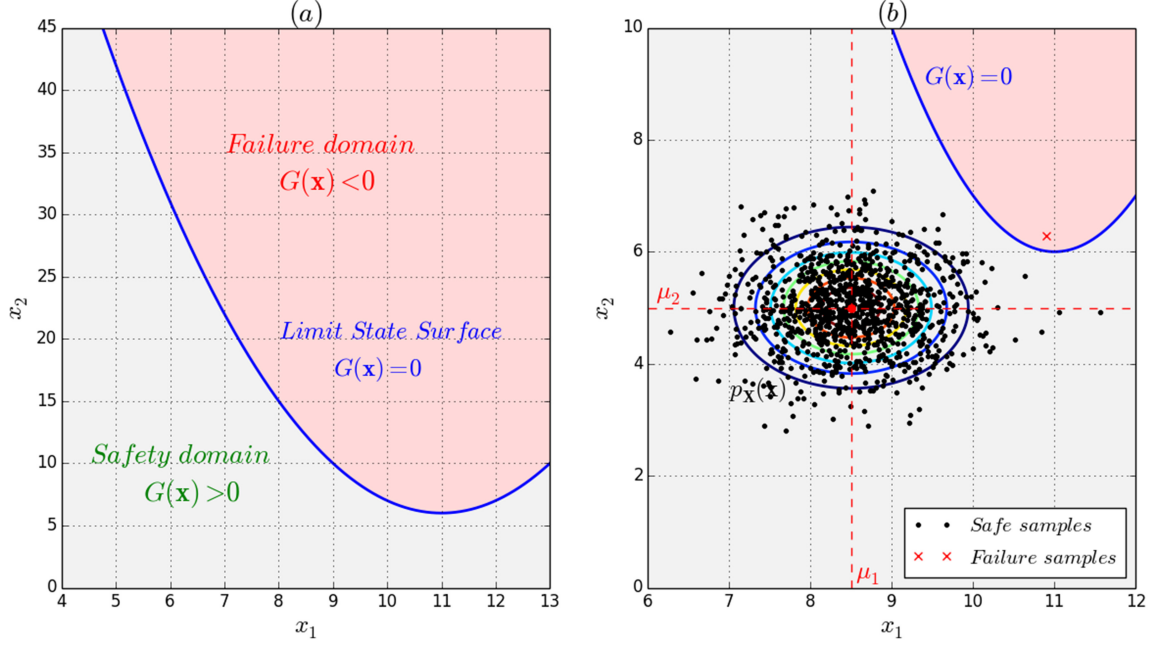 (a)
45
40
35
30
25
20
15
10
5
0
x₂
Failure domain
G(𝐱)<0
Limit State Surface
G(𝐱)=0
Safety domain
G(𝐱)>0
4 5 6 7 8 9 10 11 12 13
x₁
(b)
10
8
6
4
2
0
x₂
G(𝐱)=0
μ₂
p𝐗(𝐱)
μ₁
Safe samples
Failure samples
6 7 8 9 10 11 12
x₁